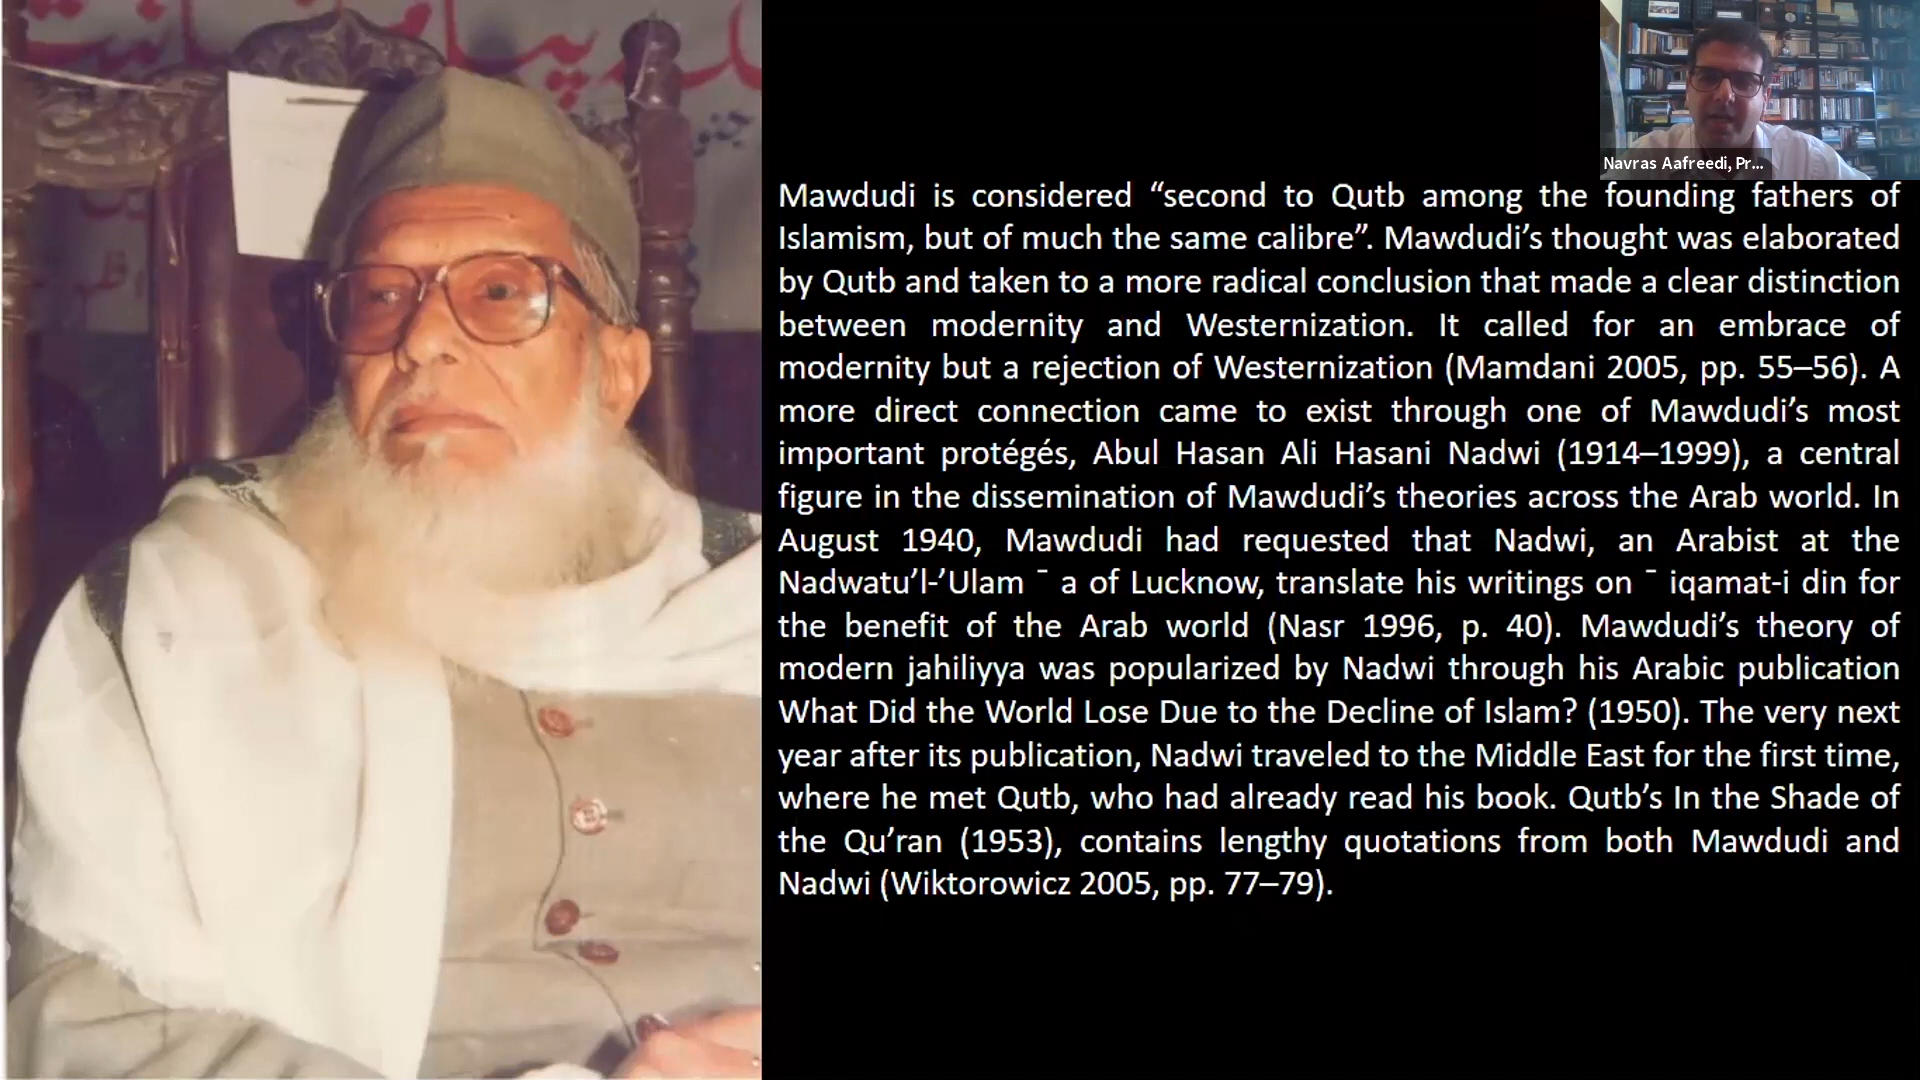 پیام انسانیت
Navras Aafreedi, Pr...
Mawdudi is considered “second to Qutb among the founding fathers of
Islamism, but of much the same calibre”. Mawdudi’s thought was elaborated
by Qutb and taken to a more radical conclusion that made a clear distinction
between modernity and Westernization. It called for an embrace of
modernity but a rejection of Westernization (Mamdani 2005, pp. 55–56). A
more direct connection came to exist through one of Mawdudi’s most
important protégés, Abul Hasan Ali Hasani Nadwi (1914–1999), a central
figure in the dissemination of Mawdudi’s theories across the Arab world. In
August 1940, Mawdudi had requested that Nadwi, an Arabist at the
Nadwatu’l-’Ulam ¯ a of Lucknow, translate his writings on ¯ iqamat-i din for
the benefit of the Arab world (Nasr 1996, p. 40). Mawdudi’s theory of
modern jahiliyya was popularized by Nadwi through his Arabic publication
What Did the World Lose Due to the Decline of Islam? (1950). The very next
year after its publication, Nadwi traveled to the Middle East for the first time,
where he met Qutb, who had already read his book. Qutb’s In the Shade of
the Qu’ran (1953), contains lengthy quotations from both Mawdudi and
Nadwi (Wiktorowicz 2005, pp. 77–79).